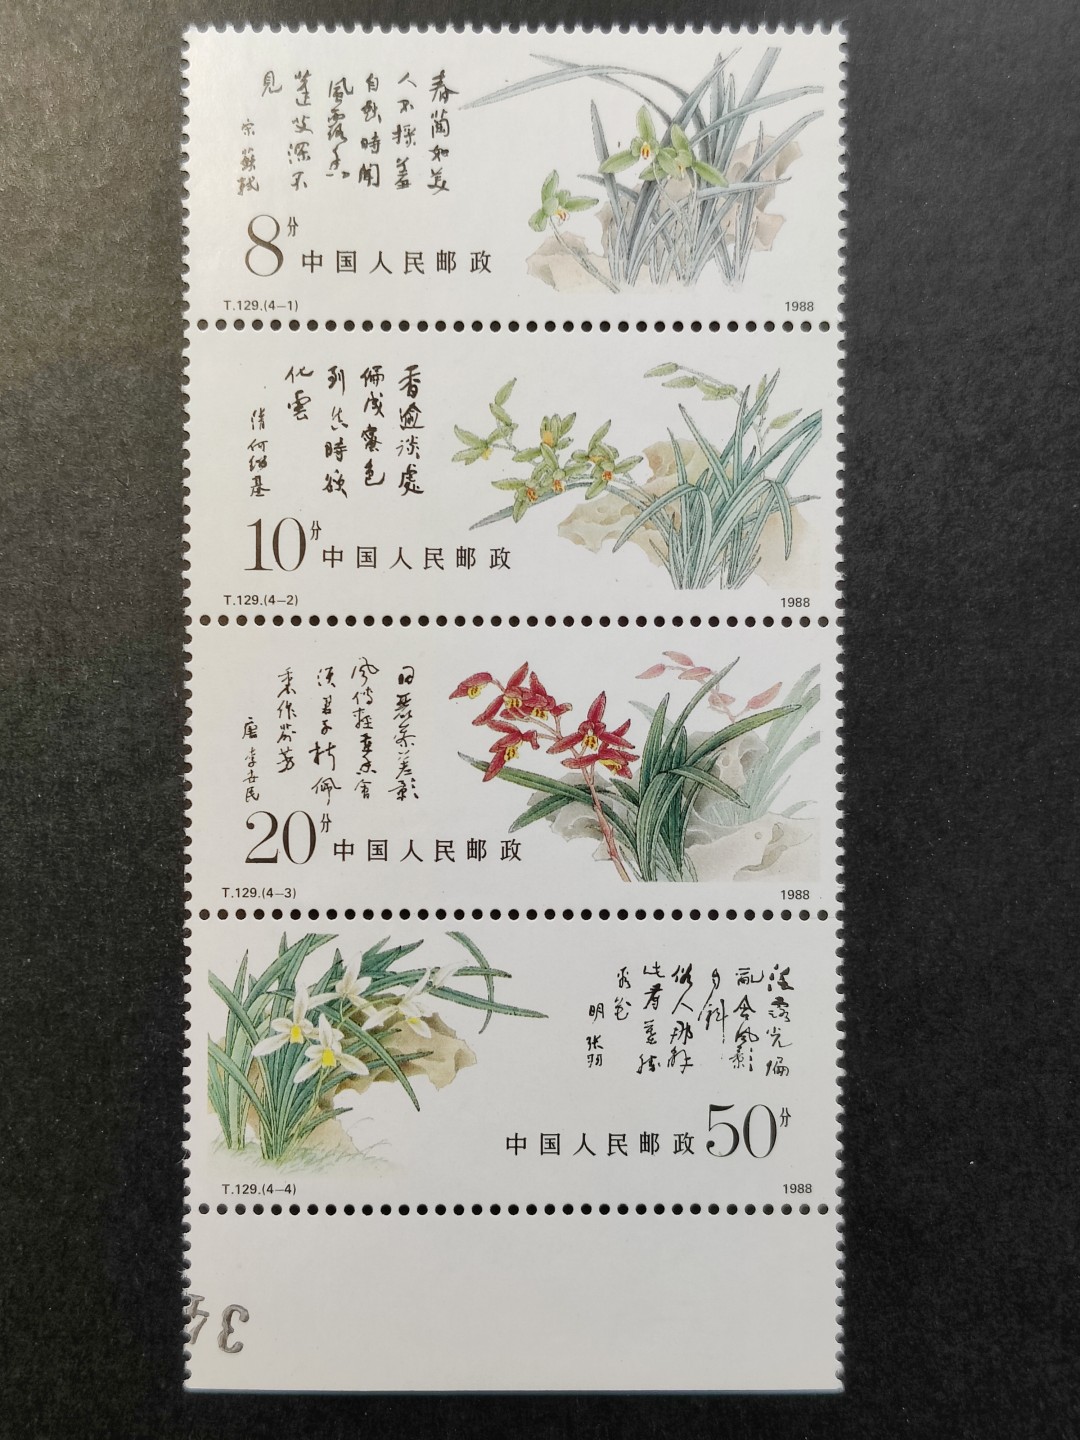 春蘭如美
人不採羞
自獻時聞
風露香
蓬艾深不
見
宋蘇軾
8分 中国人民邮政
T.129.(4-1) 1988
香逾淡處
偏成蜜色
到真時欲
化雲
清何紹基
10分 中国人民邮政
T.129.(4-2) 1988
日麗參差影
風傳輕重香會
須君子折佩
裏作芬芳
唐李世民
20分 中国人民邮政
T.129.(4-3) 1988
泣露光偏
亂含風影
自斜
俗人那解
此看葉勝
看花
明張羽
中国人民邮政 50分
T.129.(4-4) 1988
34